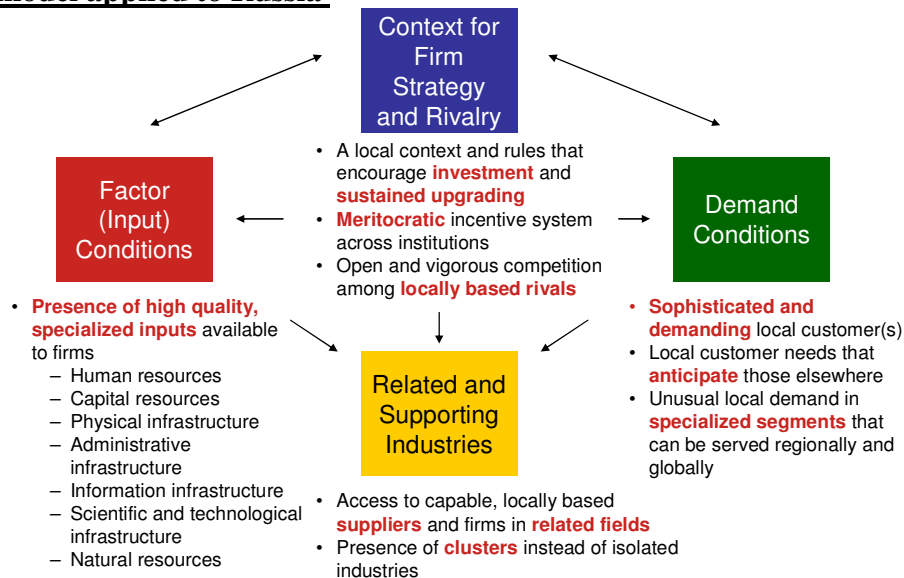 model applied to Russia
Context for
Firm
Strategy
and Rivalry
• A local context and rules that
encourage investment and
sustained upgrading
• Meritocratic incentive system
across institutions
• Open and vigorous competition
among locally based rivals
Factor
(Input)
Conditions
Demand
Conditions
• Presence of high quality,
specialized inputs available
to firms
– Human resources
– Capital resources
– Physical infrastructure
– Administrative
infrastructure
– Information infrastructure
– Scientific and technological
infrastructure
– Natural resources
Related and
Supporting
Industries
• Access to capable, locally based
suppliers and firms in related fields
• Presence of clusters instead of isolated
industries
• Sophisticated and
demanding local customer(s)
• Local customer needs that
anticipate those elsewhere
• Unusual local demand in
specialized segments that
can be served regionally and
globally